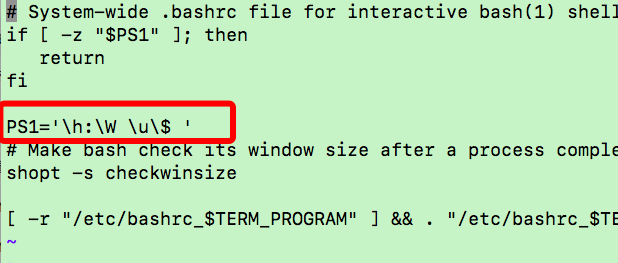 # System-wide .bashrc file for interactive bash(1) shell
if [ -z "$PS1" ]; then
   return
fi

PS1='\h:\W \u\$ '
# Make bash check its window size after a process comple
shopt -s checkwinsize

[ -r "/etc/bashrc_$TERM_PROGRAM" ] && . "/etc/bashrc_$TE
~